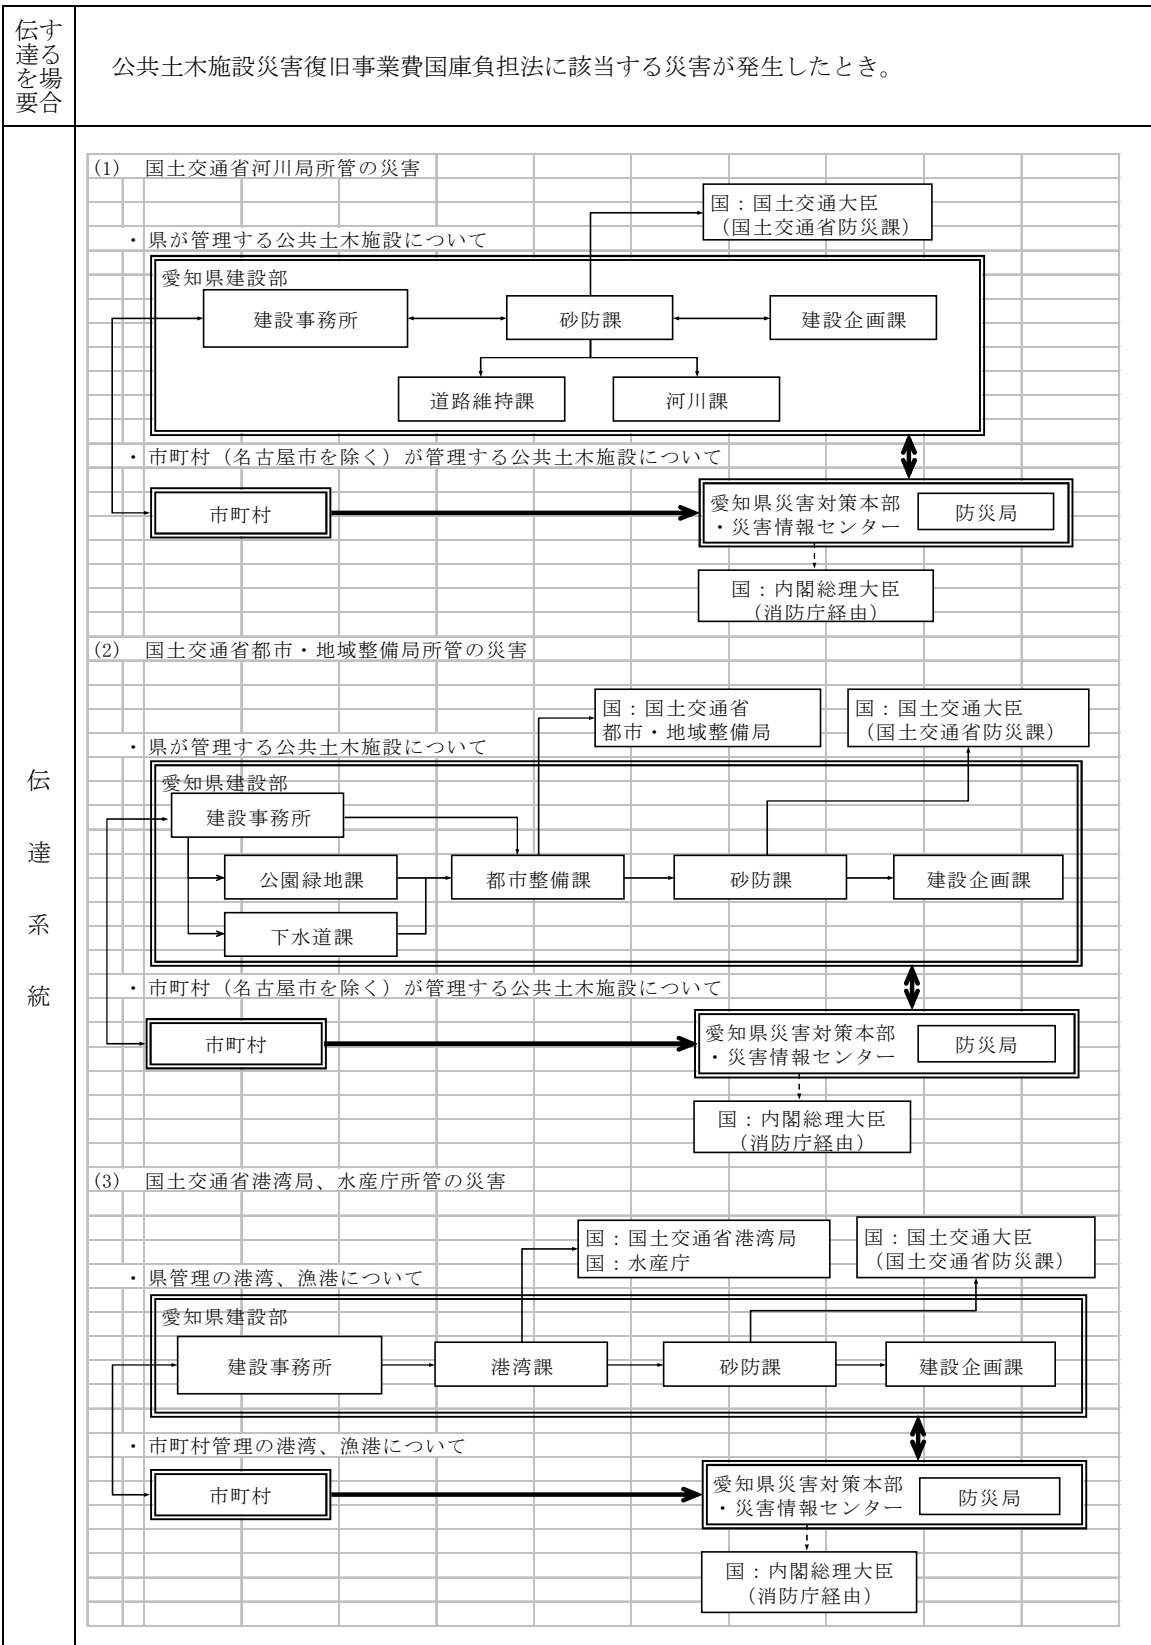 伝達を要
する場合
公共土木施設災害復旧事業費国庫負担法に該当する災害が発生したとき。
伝達系統
(1) 国土交通省河川局所管の災害
国：国土交通大臣
（国土交通省防災課）
・県が管理する公共土木施設について
愛知県建設部
建設事務所
砂防課
建設企画課
道路維持課
河川課
・市町村（名古屋市を除く）が管理する公共土木施設について
市町村
愛知県災害対策本部
・災害情報センター
防災局
国：内閣総理大臣
（消防庁経由）
(2) 国土交通省都市・地域整備局所管の災害
国：国土交通省
都市・地域整備局
国：国土交通大臣
（国土交通省防災課）
・県が管理する公共土木施設について
愛知県建設部
建設事務所
公園緑地課
都市整備課
砂防課
建設企画課
下水道課
・市町村（名古屋市を除く）が管理する公共土木施設について
市町村
愛知県災害対策本部
・災害情報センター
防災局
国：内閣総理大臣
（消防庁経由）
(3) 国土交通省港湾局、水産庁所管の災害
国：国土交通省港湾局
国：水産庁
国：国土交通大臣
（国土交通省防災課）
・県管理の港湾、漁港について
愛知県建設部
建設事務所
港湾課
砂防課
建設企画課
・市町村管理の港湾、漁港について
市町村
愛知県災害対策本部
・災害情報センター
防災局
国：内閣総理大臣
（消防庁経由）